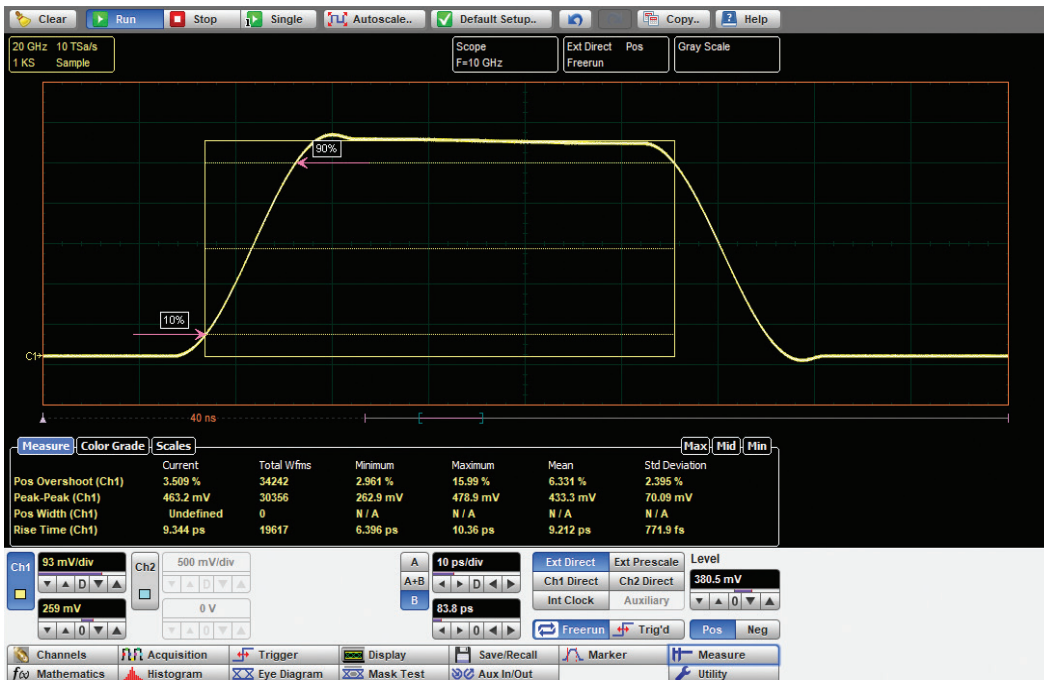 Clear Run Stop Single Autoscale.. Default Setup.. Copy.. Help
20 GHz 10 TSa/s Scope Ext Direct Pos Gray Scale
1 KS Sample F=10 GHz Freerun
90%
10%
C1
40 ns
Measure Color Grade Scales Max Mid Min
Current Total Wfms Minimum Maximum Mean Std Deviation
Pos Overshoot (Ch1) 3.509 % 34242 2.961 % 15.99 % 6.331 % 2.395 %
Peak-Peak (Ch1) 463.2 mV 30356 262.9 mV 478.9 mV 433.3 mV 70.09 mV
Pos Width (Ch1) Undefined 0 N / A N / A N / A N / A
Rise Time (Ch1) 9.344 ps 19617 6.396 ps 10.36 ps 9.212 ps 771.9 fs
Ch1 93 mV/div Ch2 500 mV/div A 10 ps/div Ext Direct Ext Prescale Level
D D A+B D Ch1 Direct Ch2 Direct 380.5 mV
259 mV 0 V B 83.8 ps Int Clock Auxiliary 0
0 0 0 Freerun Trig'd Pos Neg
Channels Acquisition Trigger Display Save/Recall Marker Measure
f(x) Mathematics Histogram Eye Diagram Mask Test Aux In/Out Utility